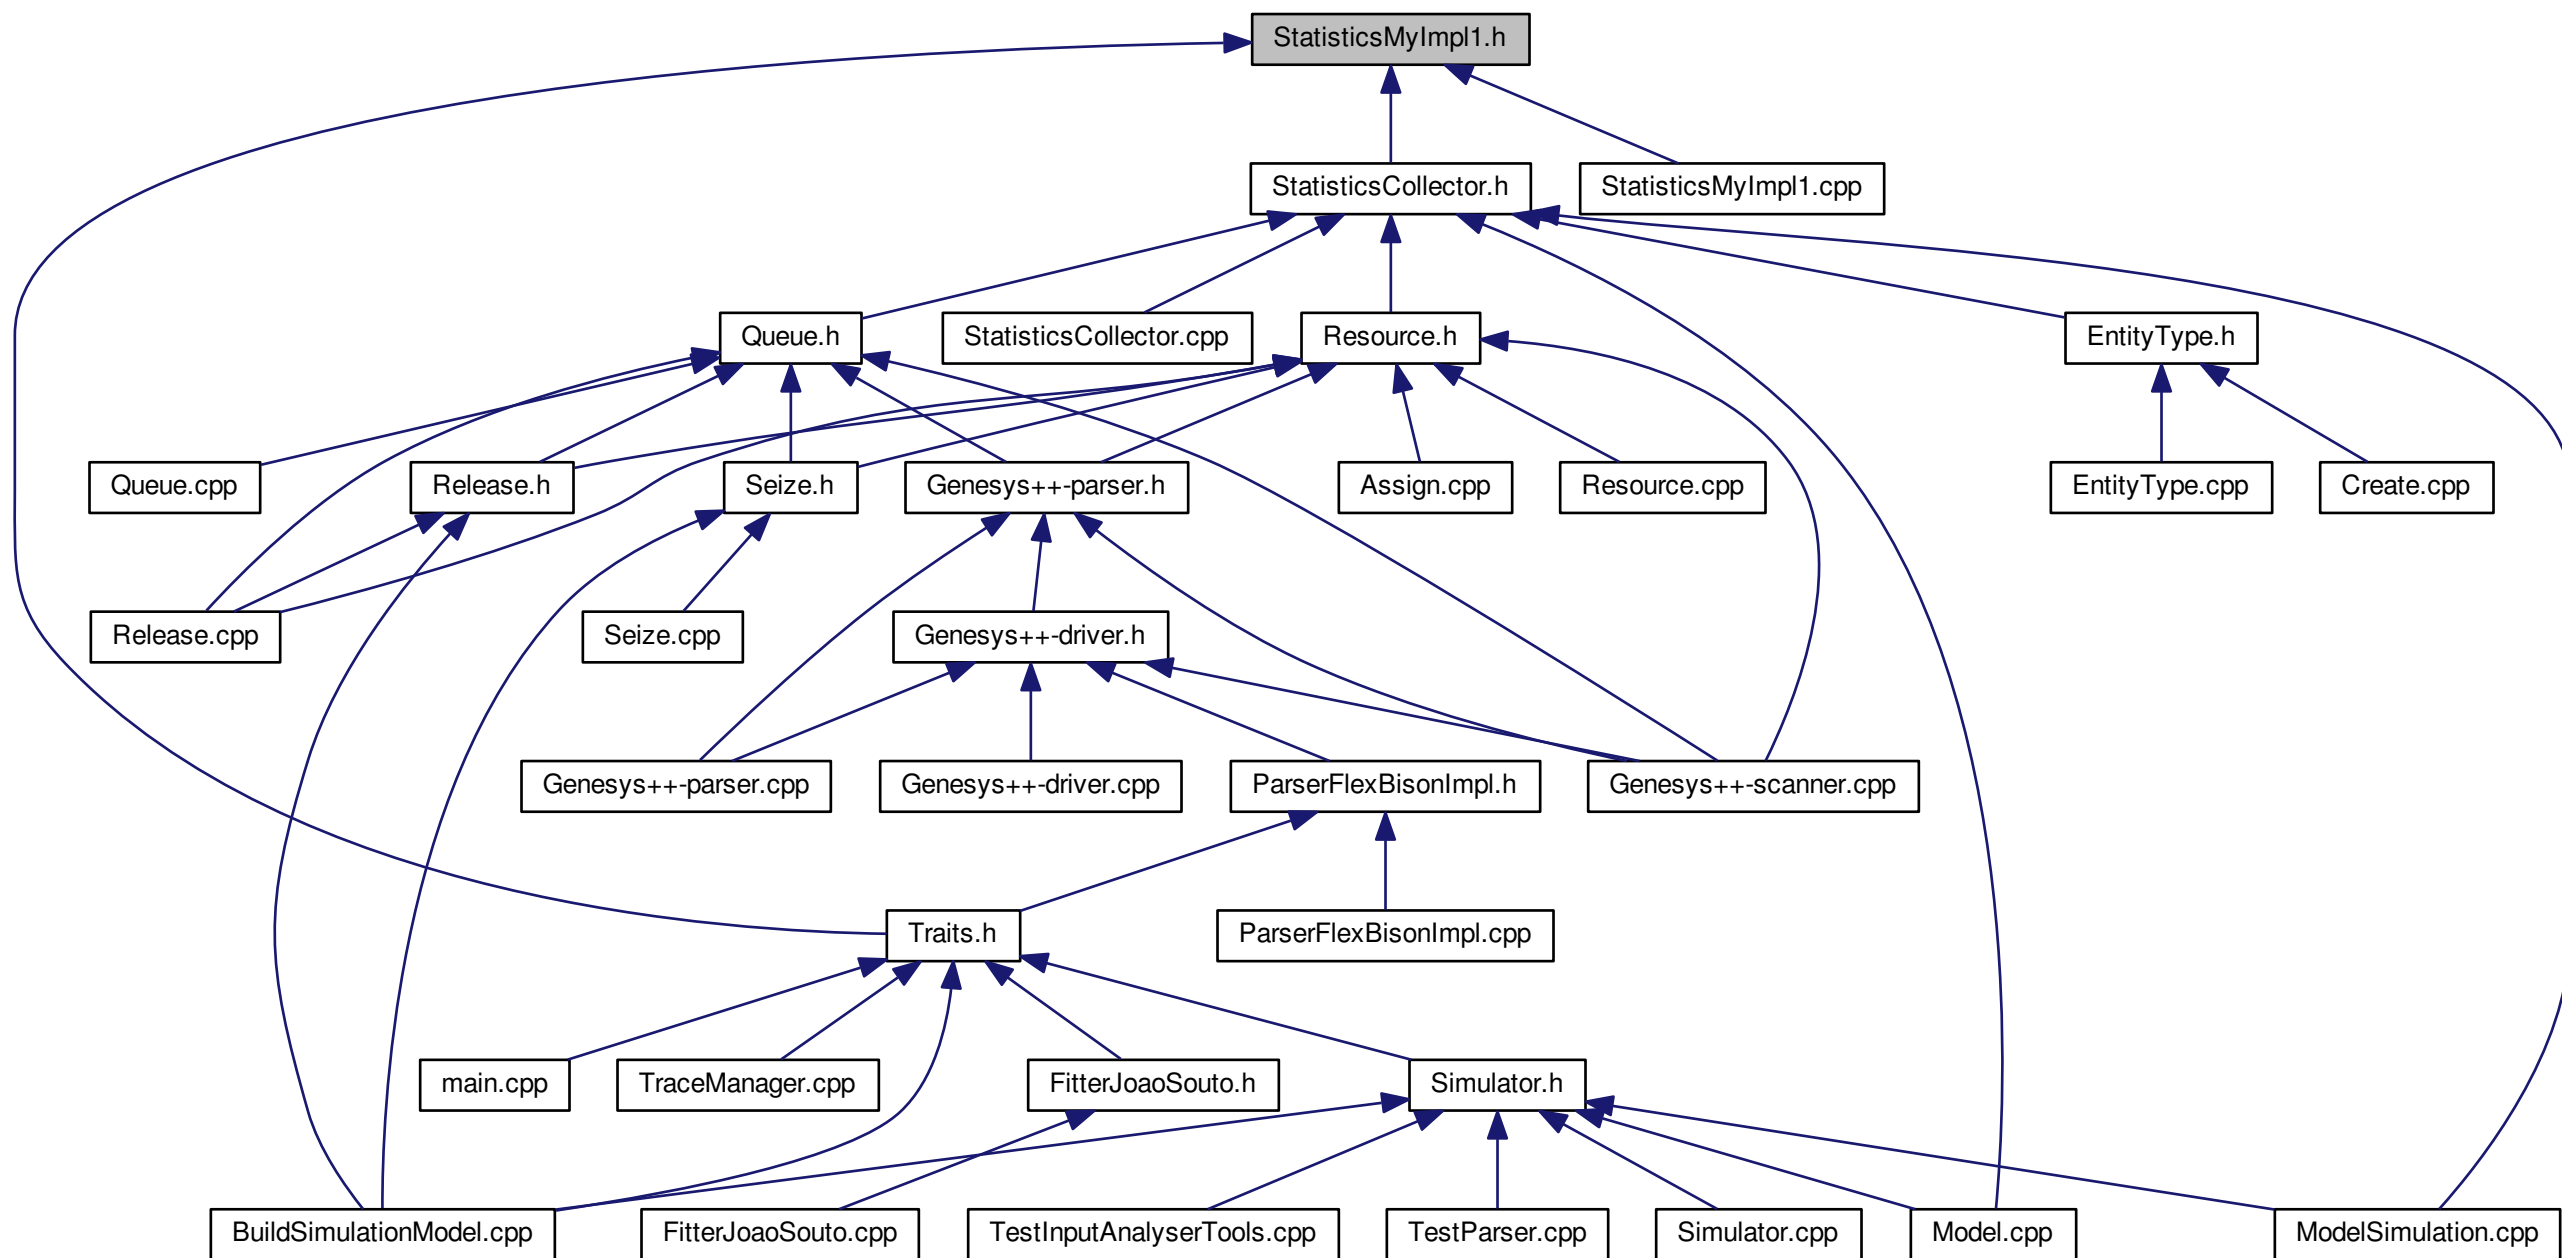 StatisticsMyImpl1.h
StatisticsCollector.h
StatisticsMyImpl1.cpp
Queue.h
StatisticsCollector.cpp
Resource.h
EntityType.h
Queue.cpp
Release.h
Seize.h
Genesys++-parser.h
Assign.cpp
Resource.cpp
EntityType.cpp
Create.cpp
Release.cpp
Seize.cpp
Genesys++-driver.h
Genesys++-parser.cpp
Genesys++-driver.cpp
ParserFlexBisonImpl.h
Genesys++-scanner.cpp
Traits.h
ParserFlexBisonImpl.cpp
main.cpp
TraceManager.cpp
FitterJoaoSouto.h
Simulator.h
BuildSimulationModel.cpp
FitterJoaoSouto.cpp
TestInputAnalyserTools.cpp
TestParser.cpp
Simulator.cpp
Model.cpp
ModelSimulation.cpp